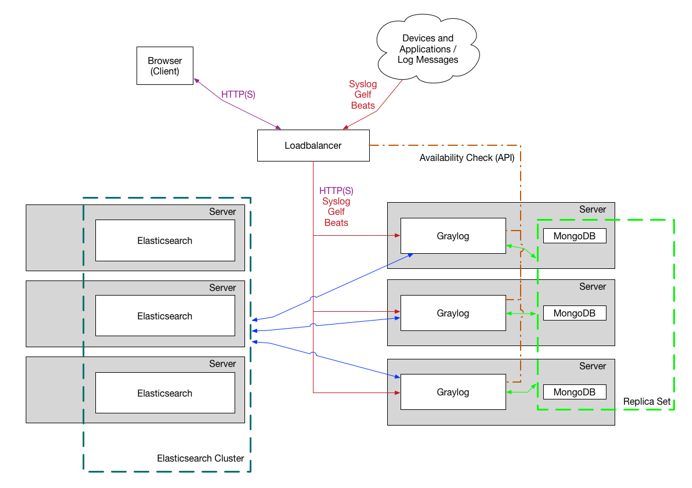 Devices and
Applications /
Log Messages
Browser
(Client)
Syslog
Gelf
Beats
HTTP(S)
Loadbalancer
Availability Check (API)
HTTP(S)
Syslog
Gelf
Beats
Server
Elasticsearch
Server
Graylog
MongoDB
Server
Elasticsearch
Server
Graylog
MongoDB
Server
Elasticsearch
Server
Graylog
MongoDB
Replica Set
Elasticsearch Cluster